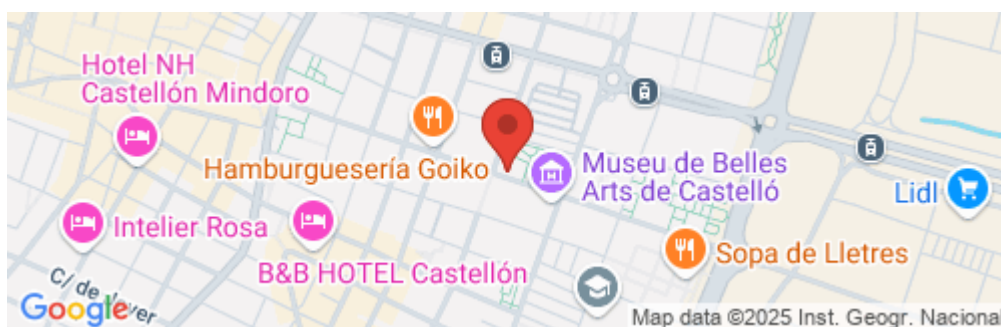 Hotel NH
Castellón Mindoro
Hamburguesería Goiko
Museu de Belles
Arts de Castelló
Lidl
Intelier Rosa
B&B HOTEL Castellón
Sopa de Lletres
C/ de
Google
Map data ©2025 Inst. Geogr. Naciona